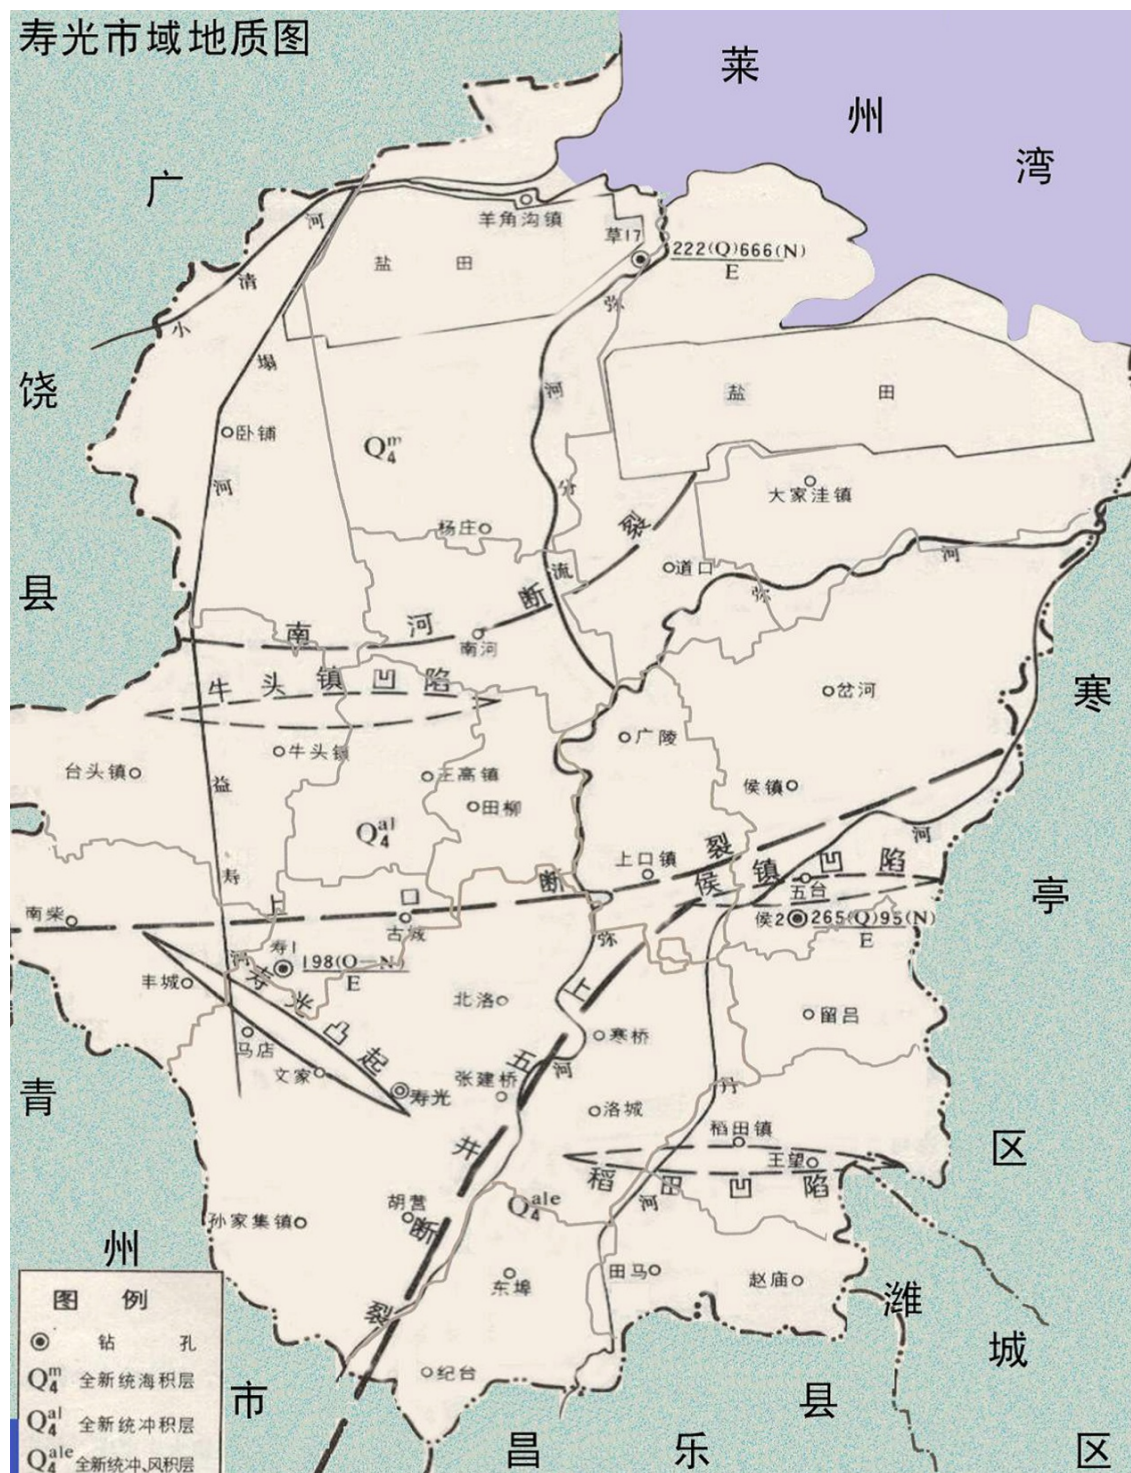 寿光市域地质图
莱州湾
广饶县
寒亭区
青州市
昌乐县
潍城区
小清河
塌河
羊角沟镇
草17
222(Q)666(N)
E
盐田
弥河分流
盐田
卧铺
Q₄ᵐ
大家洼镇
杨庄
道口
弥河
南河断裂
南河
牛头镇凹陷
岔河
牛头镇
台头镇
王高镇
广陵
侯镇
田柳
益寿河
Q₄ᵃˡ
上口镇
上口断裂
侯镇凹陷
五台
南柴
古城
侯2
265(Q)95(N)
E
寿1
198(Q—N)
E
弥河
丰城
寿光凸起
北洛
留吕
马店
寒桥
文家
张建桥
寿光
洛城
丹河
五井上断裂
稻田镇
王望
稻田凹陷
胡营
Q₄ᵃˡᵉ
孙家集镇
东埠
田马
赵庙
纪台
图例
钻孔
Q₄ᵐ 全新统海积层
Q₄ᵃˡ 全新统冲积层
Q₄ᵃˡᵉ 全新统冲、风积层